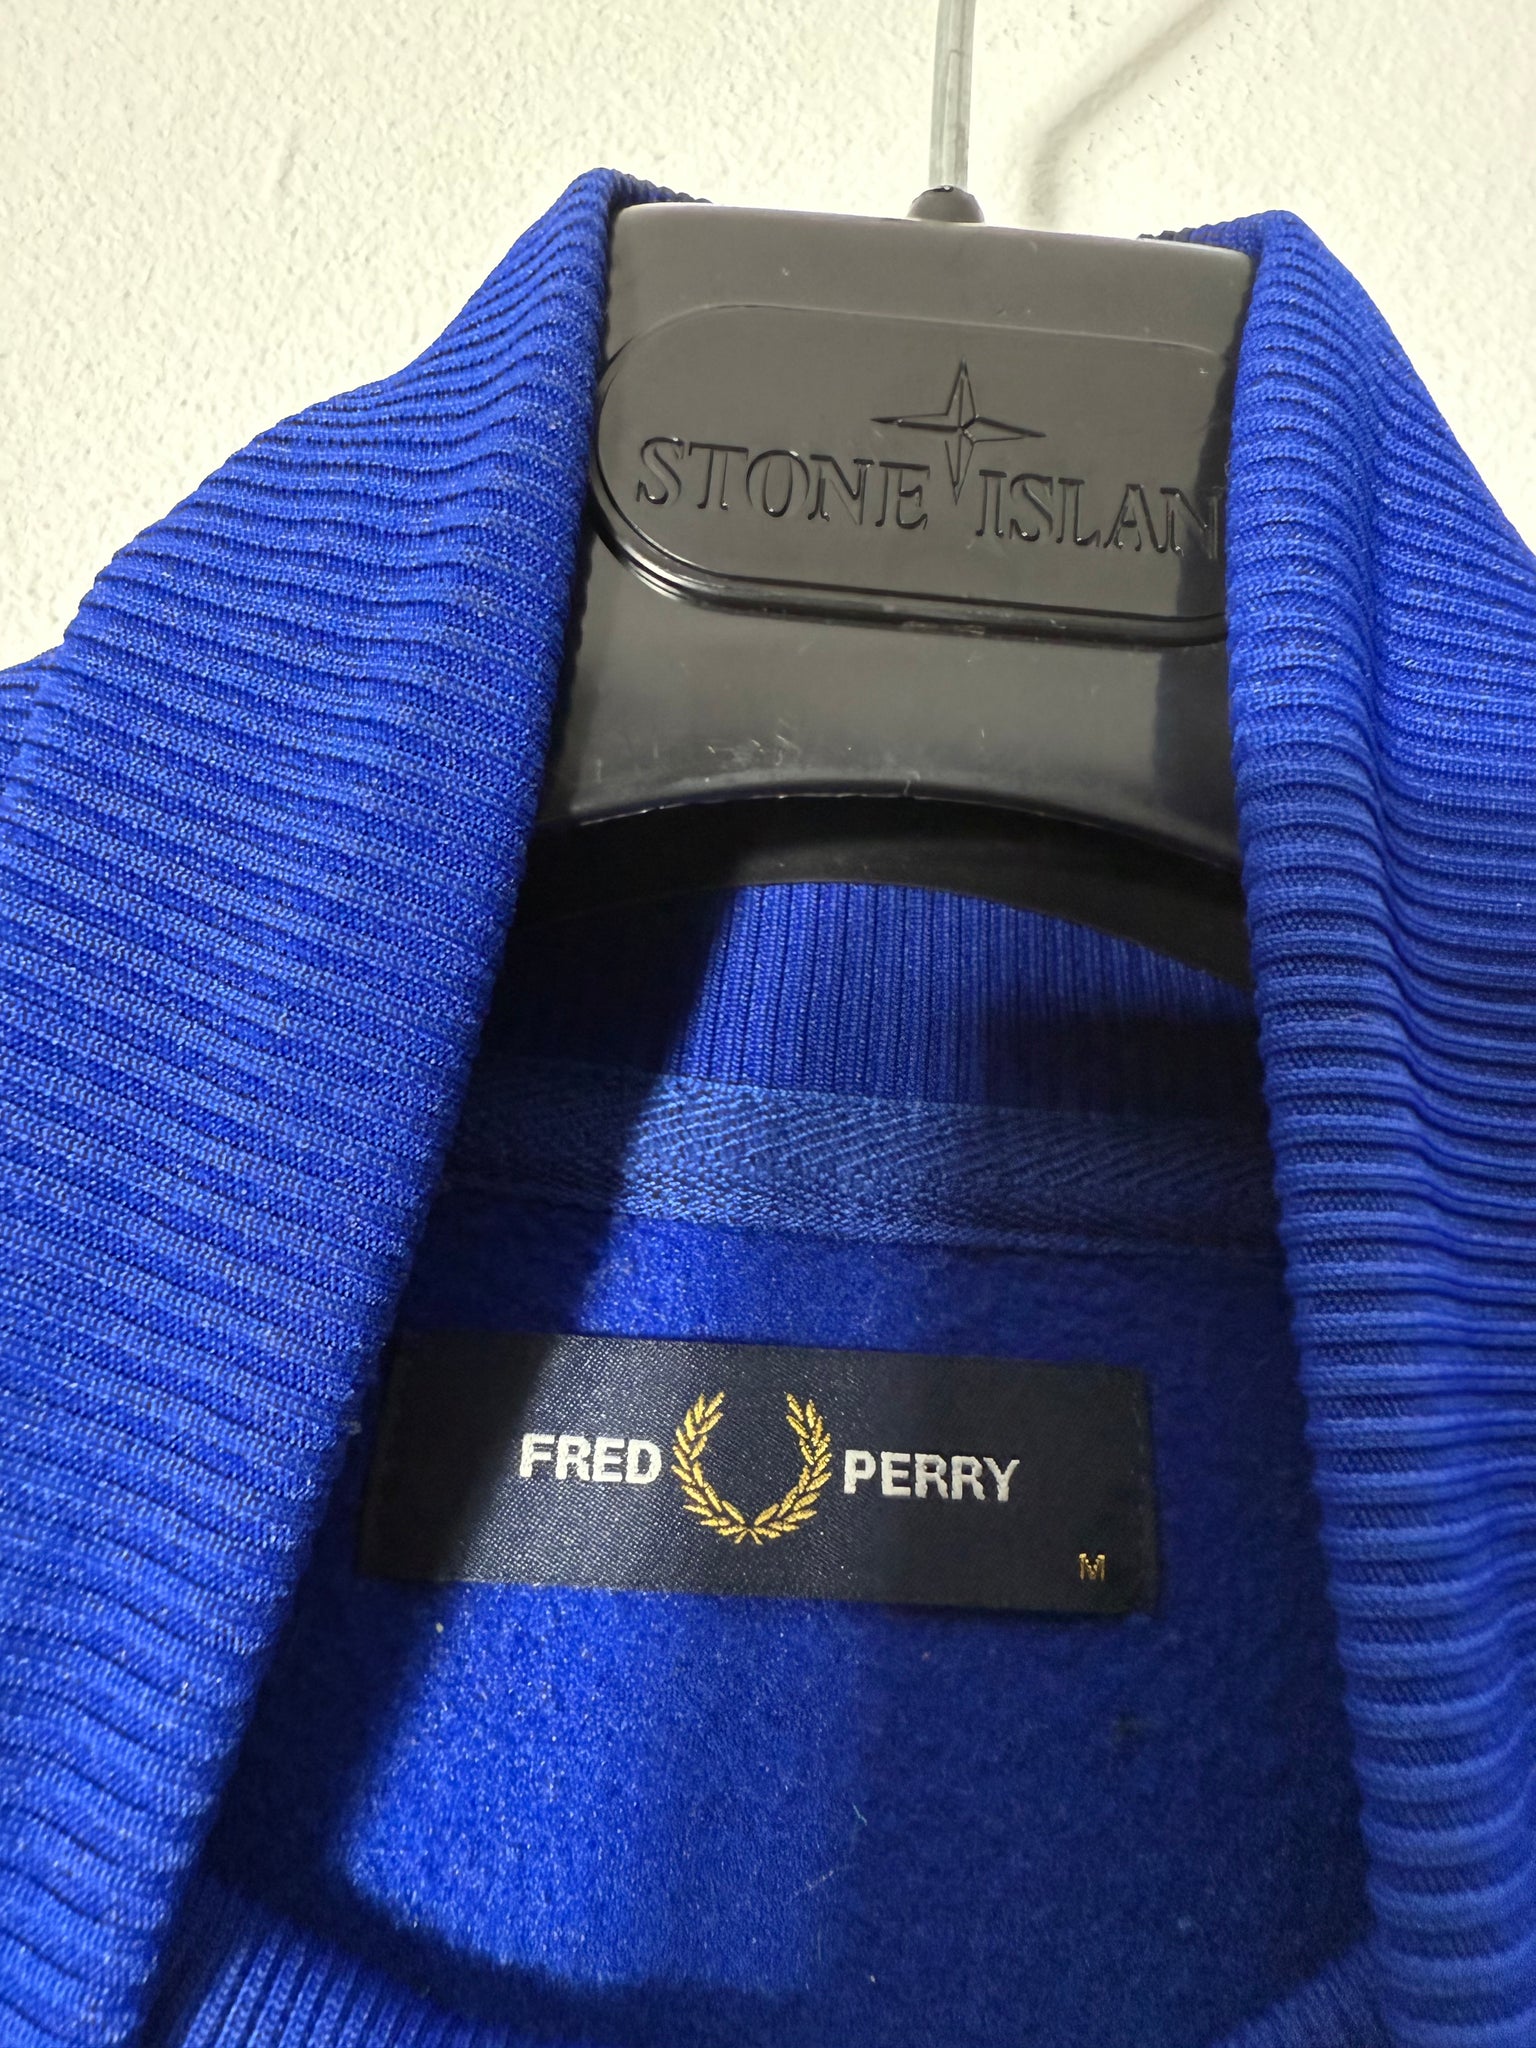 STONE ISLAN
FRED PERRY
M